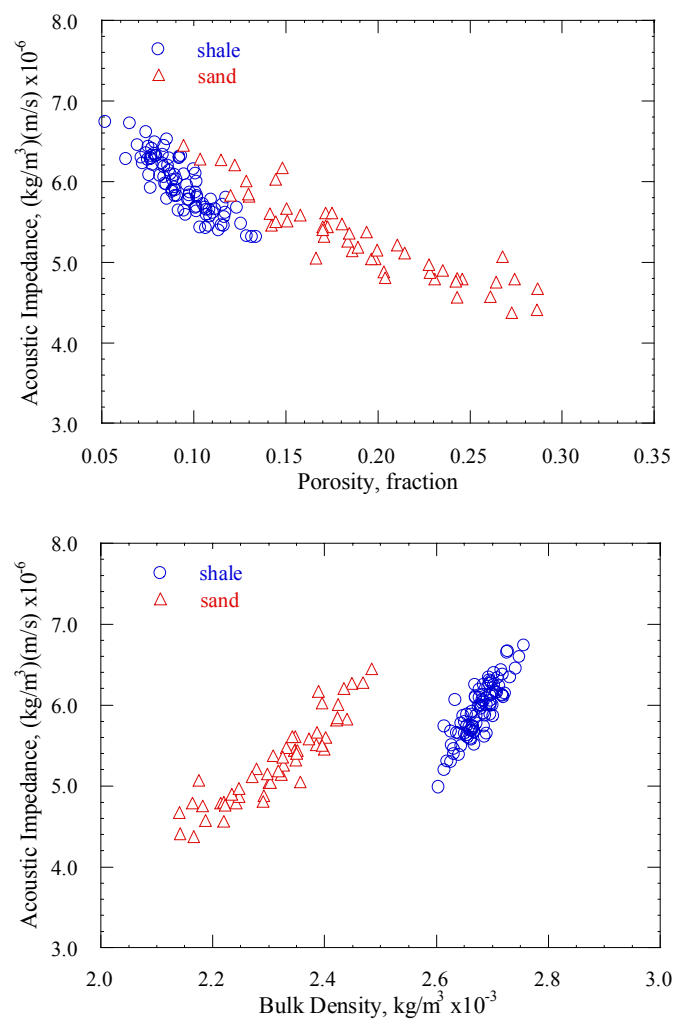 8.0
shale
sand
7.0
6.0
5.0
4.0
3.0
Acoustic Impedance, (kg/m³)(m/s) x10⁻⁶
0.05 0.10 0.15 0.20 0.25 0.30 0.35
Porosity, fraction
8.0
shale
sand
7.0
6.0
5.0
4.0
3.0
Acoustic Impedance, (kg/m³)(m/s) x10⁻⁶
2.0 2.2 2.4 2.6 2.8 3.0
Bulk Density, kg/m³ x10⁻³